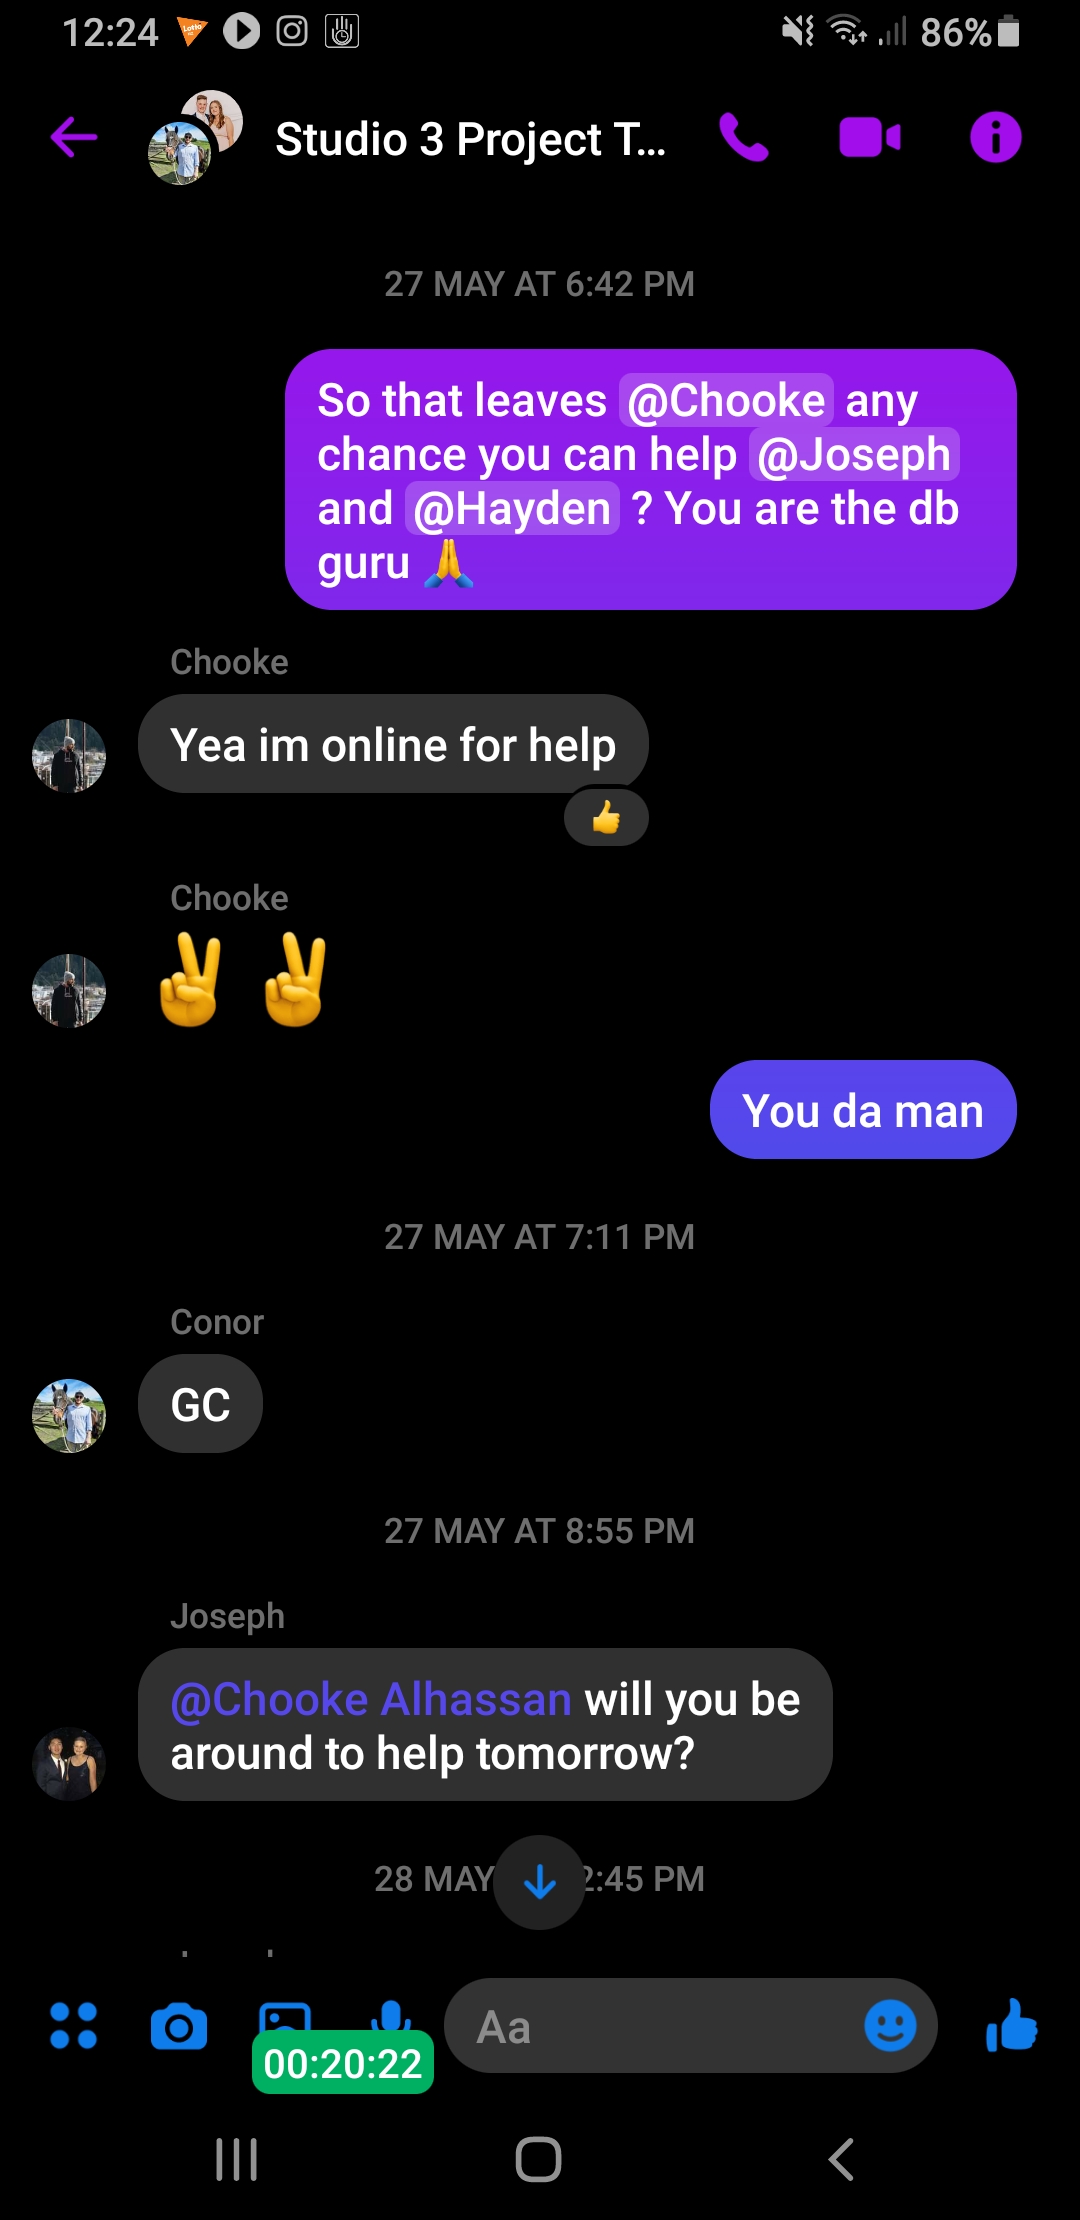 12:24
Lotto
86%
Studio 3 Project T...
27 MAY AT 6:42 PM
So that leaves @Chooke any
chance you can help @Joseph
and @Hayden ? You are the db
guru 🙏
Chooke
Yea im online for help
👍
Chooke
✌️ ✌️
You da man
27 MAY AT 7:11 PM
Conor
GC
27 MAY AT 8:55 PM
Joseph
@Chooke Alhassan will you be
around to help tomorrow?
28 MAY 2:45 PM
Aa
00:20:22